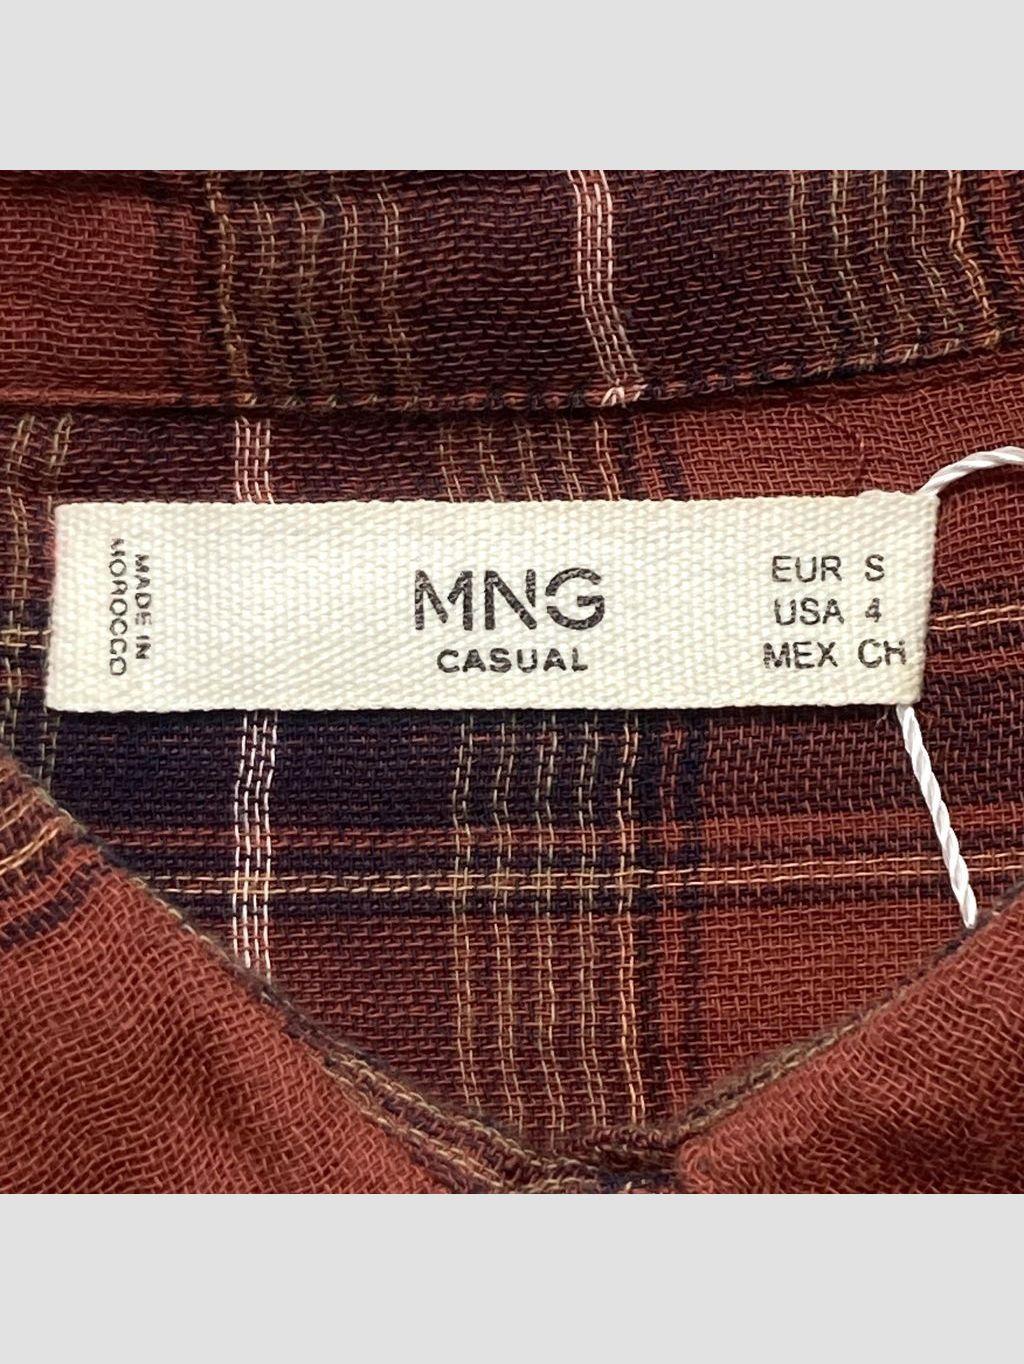 MADE IN
MOROCCO
MNG
CASUAL
EUR S
USA 4
MEX CH